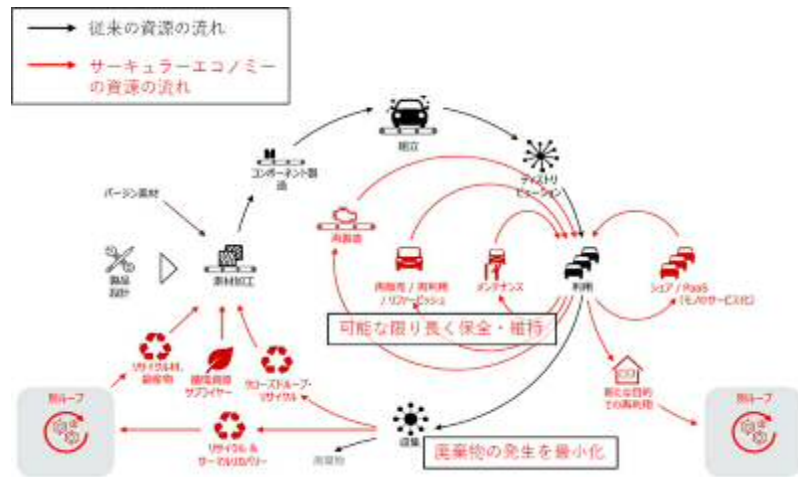 従来の資源の流れ
サーキュラーエコノミー
の資源の流れ
組立
コンポーネント製
造
ディストリ
ビューション
バージン素材
再製造
製品
設計
素材加工
再販売 / 再利用
/ リファービッシュ
メンテナンス
利用
シェア / PaaS
(モノのサービス化)
可能な限り長く保全・維持
リサイクル材、
副産物
循環資源
サプライヤー
クローズドループ・
リサイクル
新たな目的
での再利用
別ループ
別ループ
回収
リサイクル &
サーマルリカバリー
廃棄物
廃棄物の発生を最小化